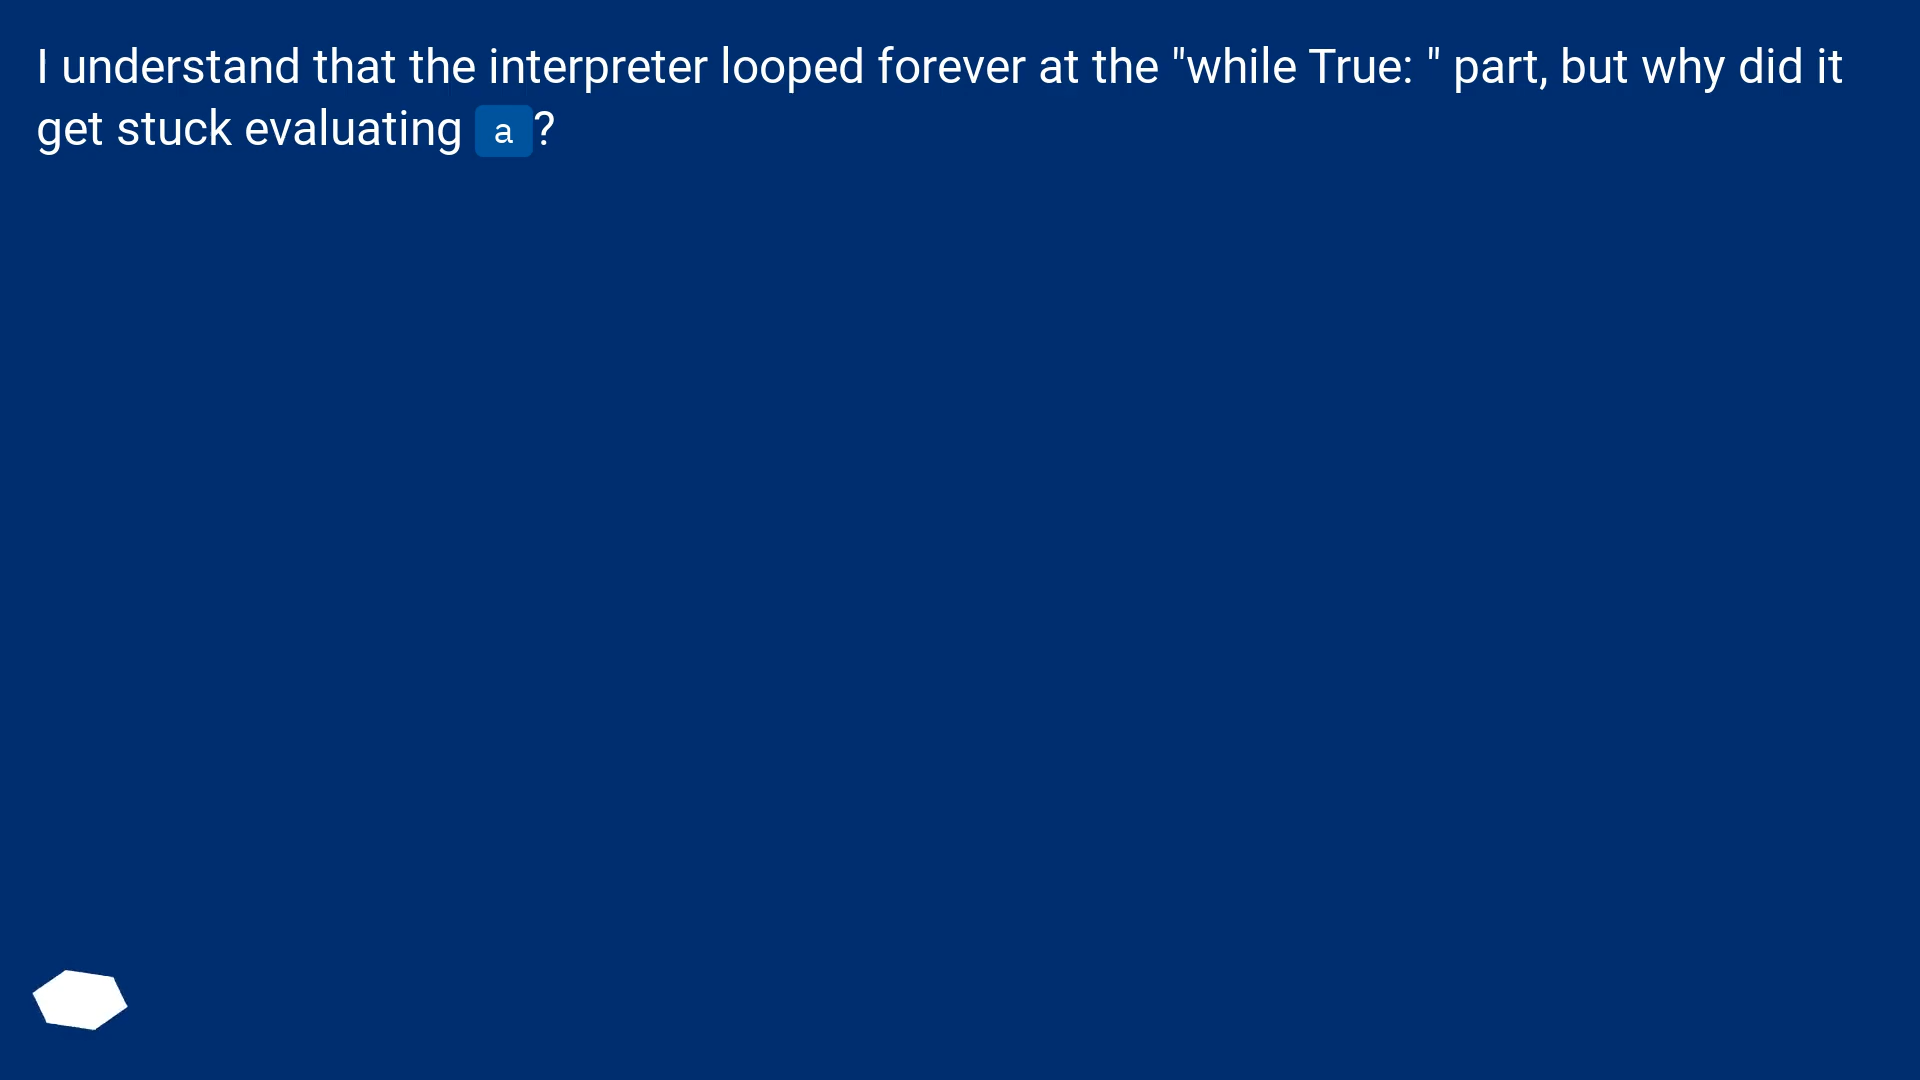 I understand that the interpreter looped forever at the "while True: " part, but why did it
get stuck evaluating a?